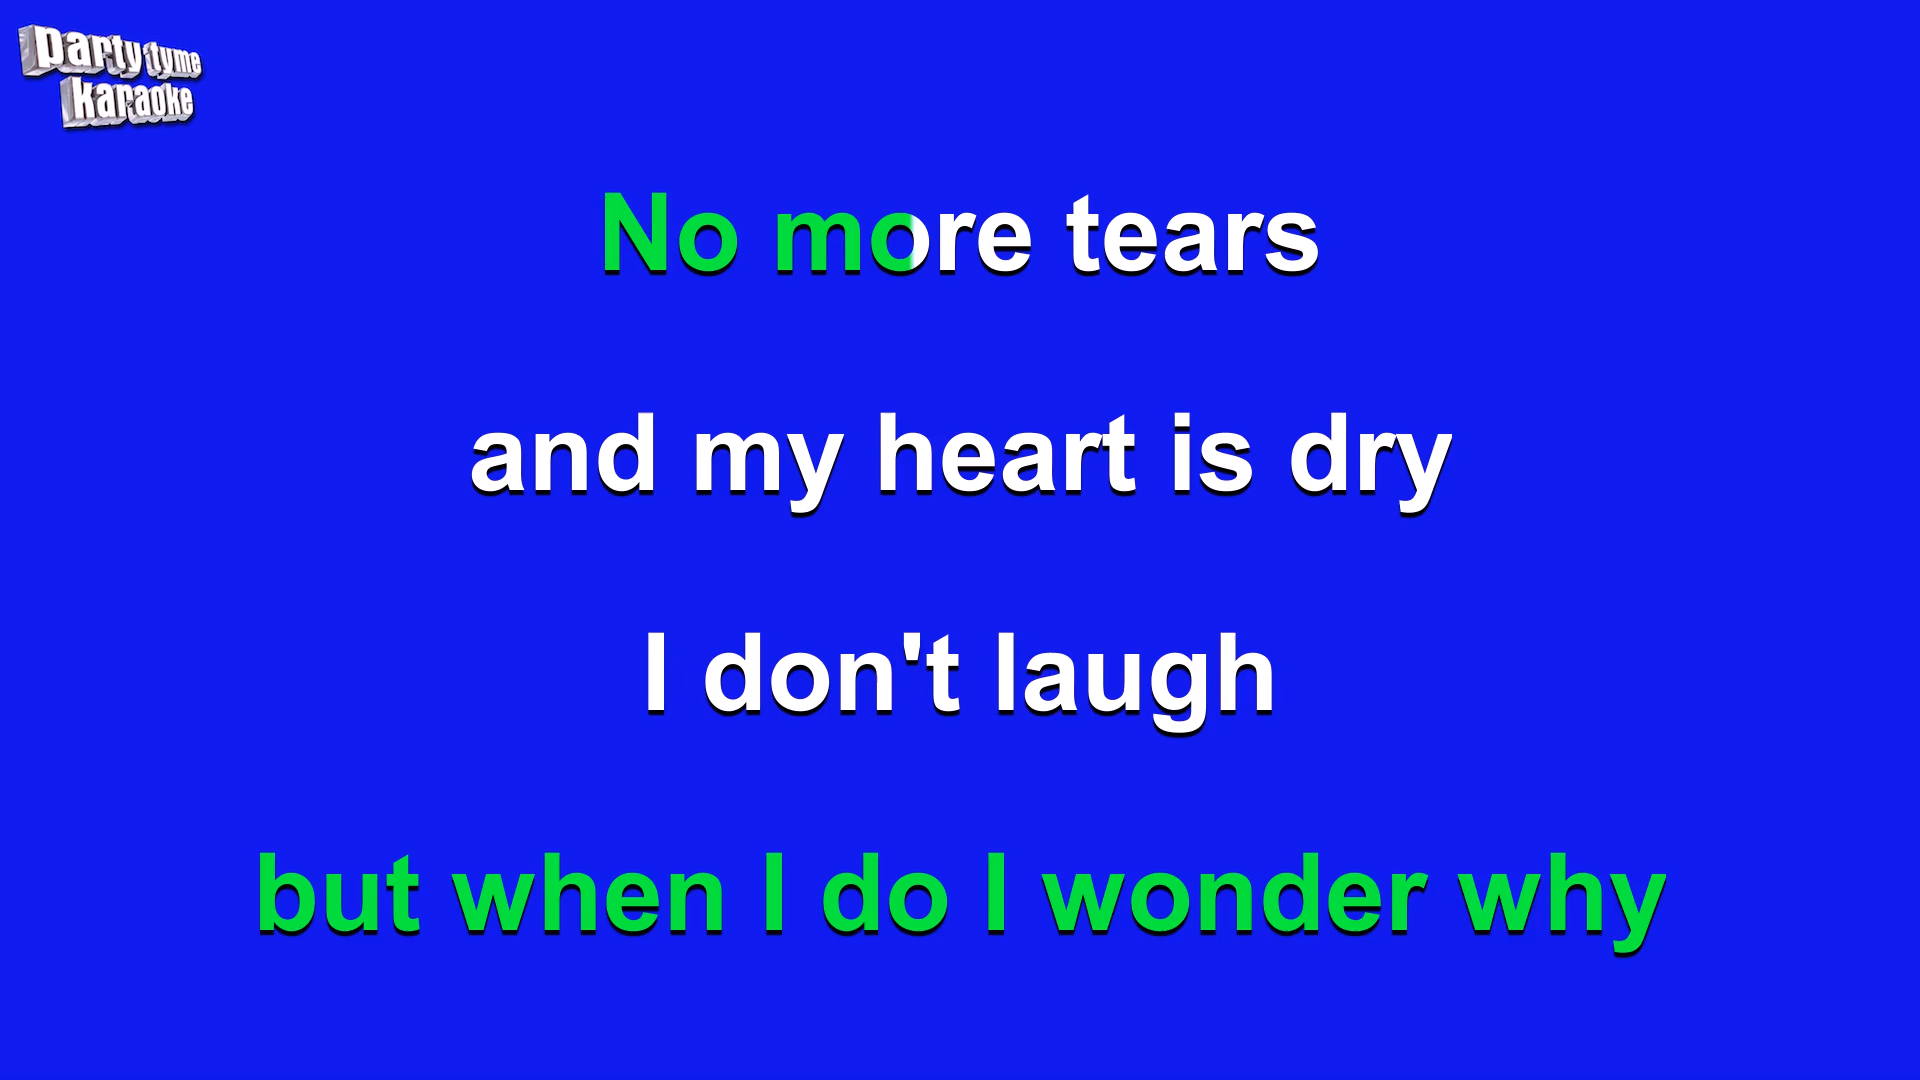 party tyme
karaoke
No more tears
and my heart is dry
I don't laugh
but when I do I wonder why